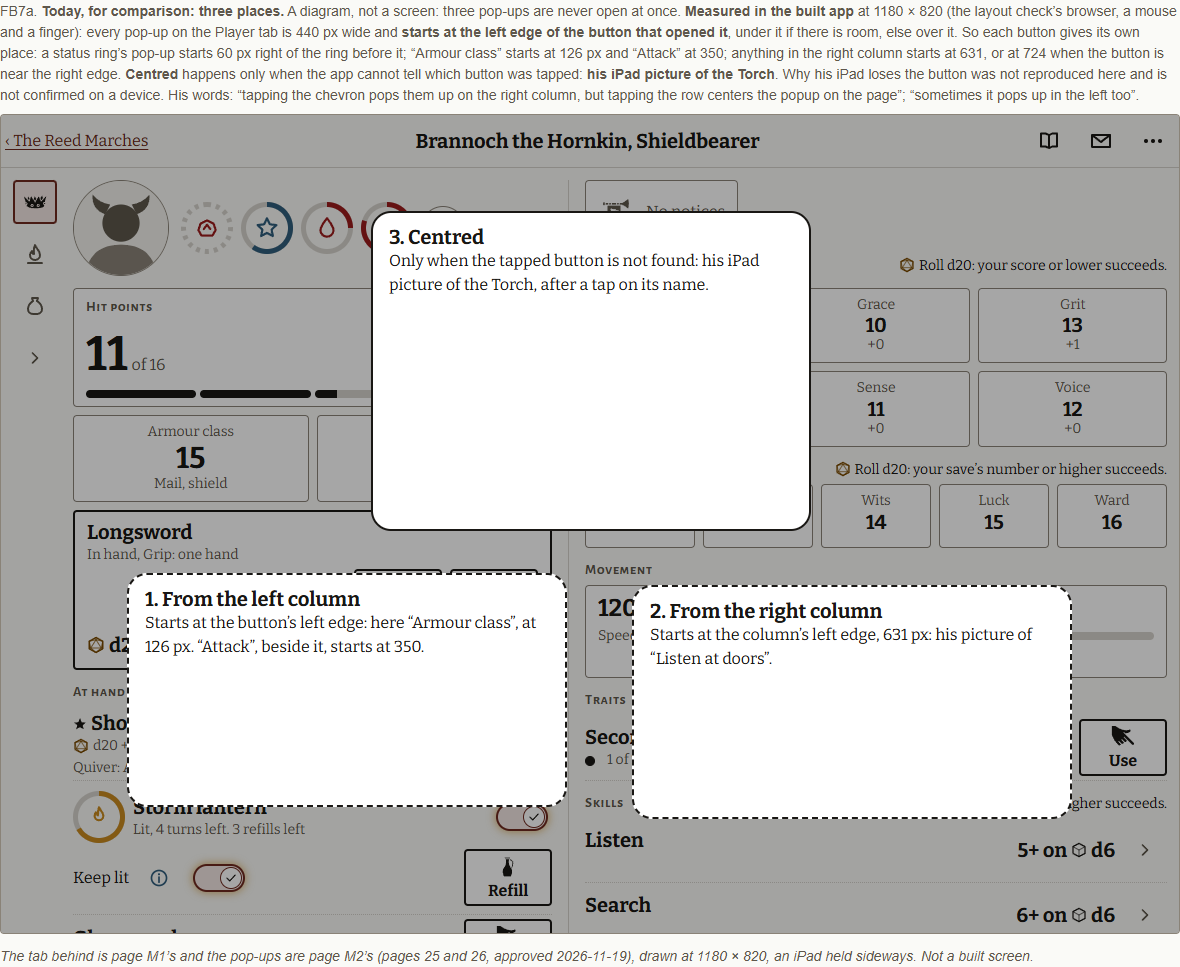 FB7a. Today, for comparison: three places. A diagram, not a screen: three pop-ups are never open at once. Measured in the built app at 1180 × 820 (the layout check’s browser, a mouse
and a finger): every pop-up on the Player tab is 440 px wide and starts at the left edge of the button that opened it, under it if there is room, else over it. So each button gives its own
place: a status ring’s pop-up starts 60 px right of the ring before it; “Armour class” starts at 126 px and “Attack” at 350; anything in the right column starts at 631, or at 724 when the button is
near the right edge. Centred happens only when the app cannot tell which button was tapped: his iPad picture of the Torch. Why his iPad loses the button was not reproduced here and is
not confirmed on a device. His words: “tapping the chevron pops them up on the right column, but tapping the row centers the popup on the page”; “sometimes it pops up in the left too”.
‹ The Reed Marches
Brannoch the Hornkin, Shieldbearer
No notices
3. Centred
Only when the tapped button is not found: his iPad
picture of the Torch, after a tap on its name.
Roll d20: your score or lower succeeds.
Hit points
11 of 16
Grace
10
+0
Grit
13
+1
Sense
11
+0
Voice
12
+0
Armour class
15
Mail, shield
Roll d20: your save’s number or higher succeeds.
Wits
14
Luck
15
Ward
16
Longsword
In hand, Grip: one hand
d2
Movement
120
Spee
1. From the left column
Starts at the button’s left edge: here “Armour class”, at
126 px. “Attack”, beside it, starts at 350.
2. From the right column
Starts at the column’s left edge, 631 px: his picture of
“Listen at doors”.
At hand
Sho
d20 +
Quiver:
Traits
Seco
1 of
Use
Stormlantern
Lit, 4 turns left. 3 refills left
Skills
gher succeeds.
Keep lit
Refill
Listen
5+ on d6
Search
6+ on d6
The tab behind is page M1’s and the pop-ups are page M2’s (pages 25 and 26, approved 2026-11-19), drawn at 1180 × 820, an iPad held sideways. Not a built screen.